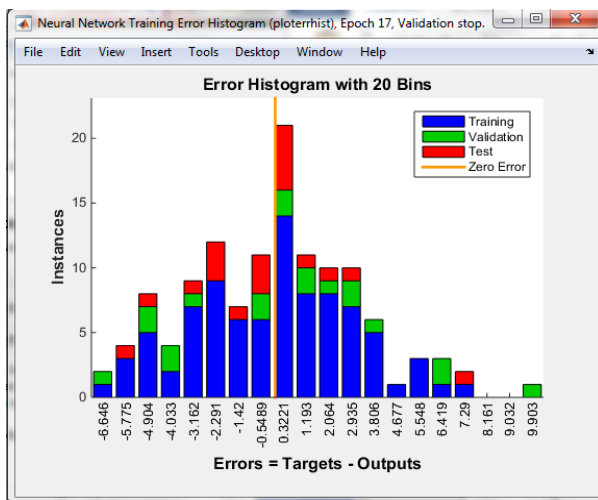 Neural Network Training Error Histogram (ploterrhist), Epoch 17, Validation stop.
File Edit View Insert Tools Desktop Window Help
Error Histogram with 20 Bins
Training
Validation
Test
Zero Error
Instances
20
15
10
5
0
-6.646 -5.775 -4.904 -4.033 -3.162 -2.291 -1.42 -0.5489 0.3221 1.193 2.064 2.935 3.806 4.677 5.548 6.419 7.29 8.161 9.032 9.903
Errors = Targets - Outputs